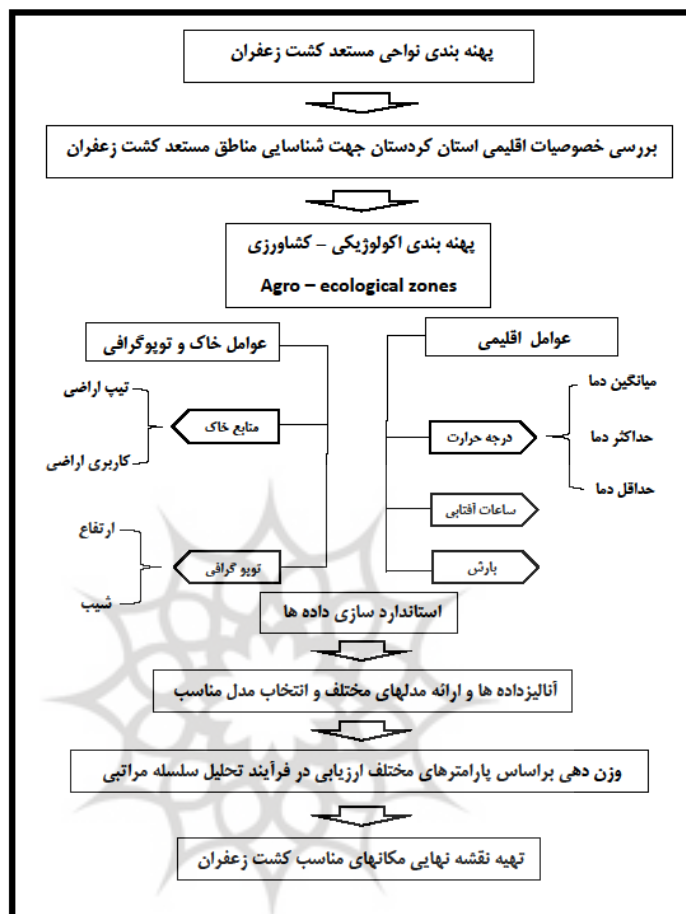 پهنه بندی نواحی مستعد کشت زعفران
بررسی خصوصیات اقلیمی استان کردستان جهت شناسایی مناطق مستعد کشت زعفران
پهنه بندی اکولوژیکی – کشاورزی
Agro – ecological zones
عوامل اقلیمی
میانگین دما
درجه حرارت
حداکثر دما
حداقل دما
ساعات آفتابی
بارش
عوامل خاک و توپوگرافی
تیپ اراضی
منابع خاک
کاربری اراضی
ارتفاع
توپو گرافی
شیب
استاندارد سازی داده ها
آنالیزداده ها و ارائه مدلهای مختلف و انتخاب مدل مناسب
وزن دهی براساس پارامترهای مختلف ارزیابی در فرآیند تحلیل سلسله مراتبی
تهیه نقشه نهایی مکانهای مناسب کشت زعفران